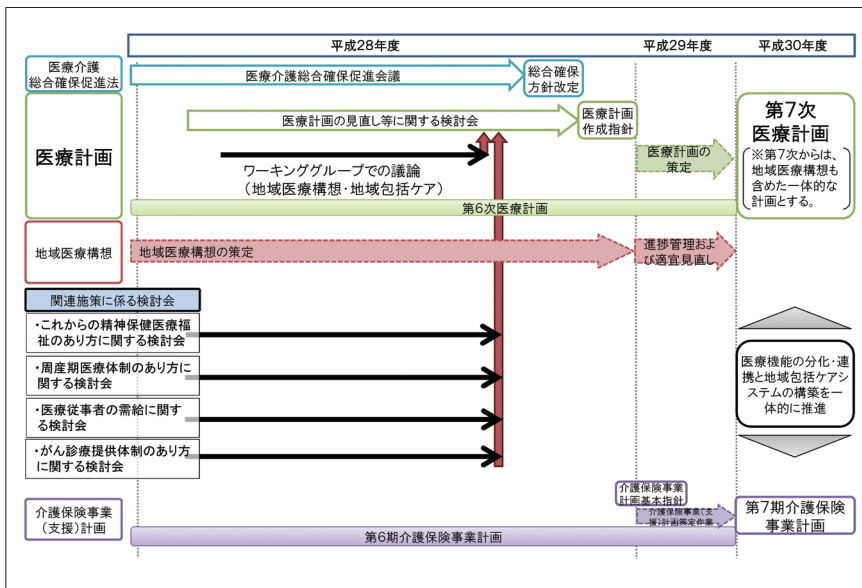 平成28年度
平成29年度
平成30年度
医療介護
総合確保促進法
医療介護総合確保促進会議
総合確保
方針改定
医療計画
医療計画の見直し等に関する検討会
医療計画
作成指針
ワーキンググループでの議論
(地域医療構想・地域包括ケア)
医療計画の
策定
第6次医療計画
第7次
医療計画
※第7次からは、
地域医療構想も
含めた一体的な
計画とする。
地域医療構想
地域医療構想の策定
進捗管理およ
び適宜見直し
関連施策に係る検討会
・これからの精神保健医療福
祉のあり方に関する検討会
・周産期医療体制のあり方に
関する検討会
・医療従事者の需給に関す
る検討会
・がん診療提供体制のあり方
に関する検討会
医療機能の分化・連
携と地域包括ケアシ
ステムの構築を一
体的に推進
介護保険事業
(支援)計画
介護保険事業
計画基本指針
介護保険事業(支
援)計画策定作業
第6期介護保険事業計画
第7期介護保険
事業計画